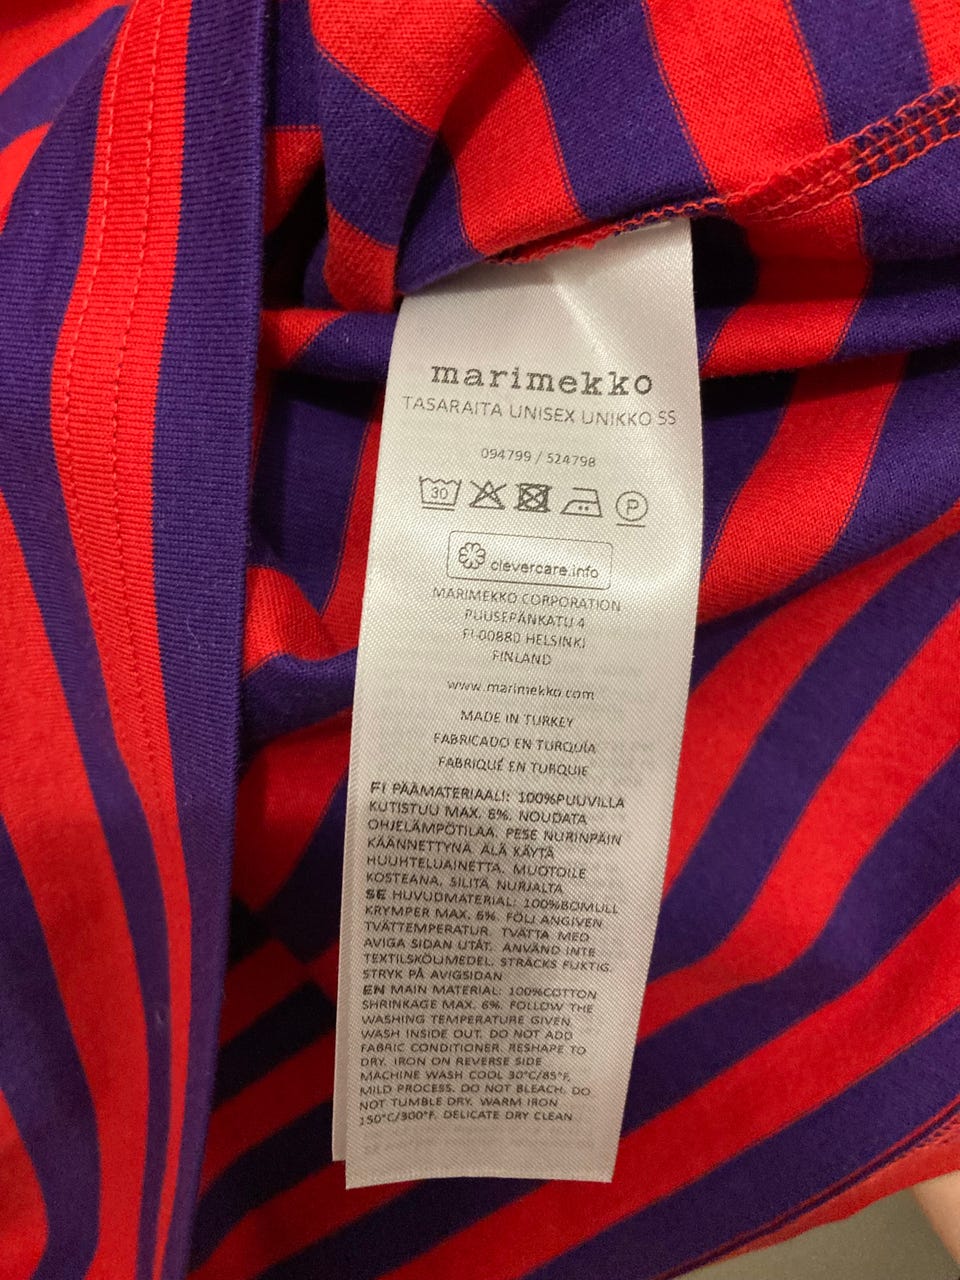 marimekko
TASARAITA UNISEX UNIKKO SS
094799 / 524798
30
P
clevercare.info
MARIMEKKO CORPORATION
PUUSEPÄNKATU 4
FI-00880 HELSINKI
FINLAND
www.marimekko.com
MADE IN TURKEY
FABRICADO EN TURQUÍA
FABRIQUÉ EN TURQUIE
FI PÄÄMATERIAALI: 100%PUUVILLA
KUTISTUU MAX. 6%. NOUDATA
OHJELÄMPÖTILAA. PESE NURINPÄIN
KÄÄNNETTYNÄ. ÄLÄ KÄYTÄ
HUUHTELUAINETTA. MUOTOILE
KOSTEANA. SILITÄ NURJALTA
SE HUVUDMATERIAL: 100%BOMULL
KRYMPER MAX. 6%. FÖLJ ANGIVEN
TVÄTTEMPERATUR. TVÄTTA MED
AVIGA SIDAN UTÅT. ANVÄND INTE
TEXTILSKÖLJMEDEL. STRÄCKS FUKTIG.
STRYK PÅ AVIGSIDAN
EN MAIN MATERIAL: 100%COTTON
SHRINKAGE MAX. 6%. FOLLOW THE
WASHING TEMPERATURE GIVEN.
WASH INSIDE OUT. DO NOT ADD
FABRIC CONDITIONER. RESHAPE TO
DRY. IRON ON REVERSE SIDE
MACHINE WASH COOL 30°C/85°F,
MILD PROCESS. DO NOT BLEACH. DO
NOT TUMBLE DRY. WARM IRON
150°C/300°F. DELICATE DRY CLEAN